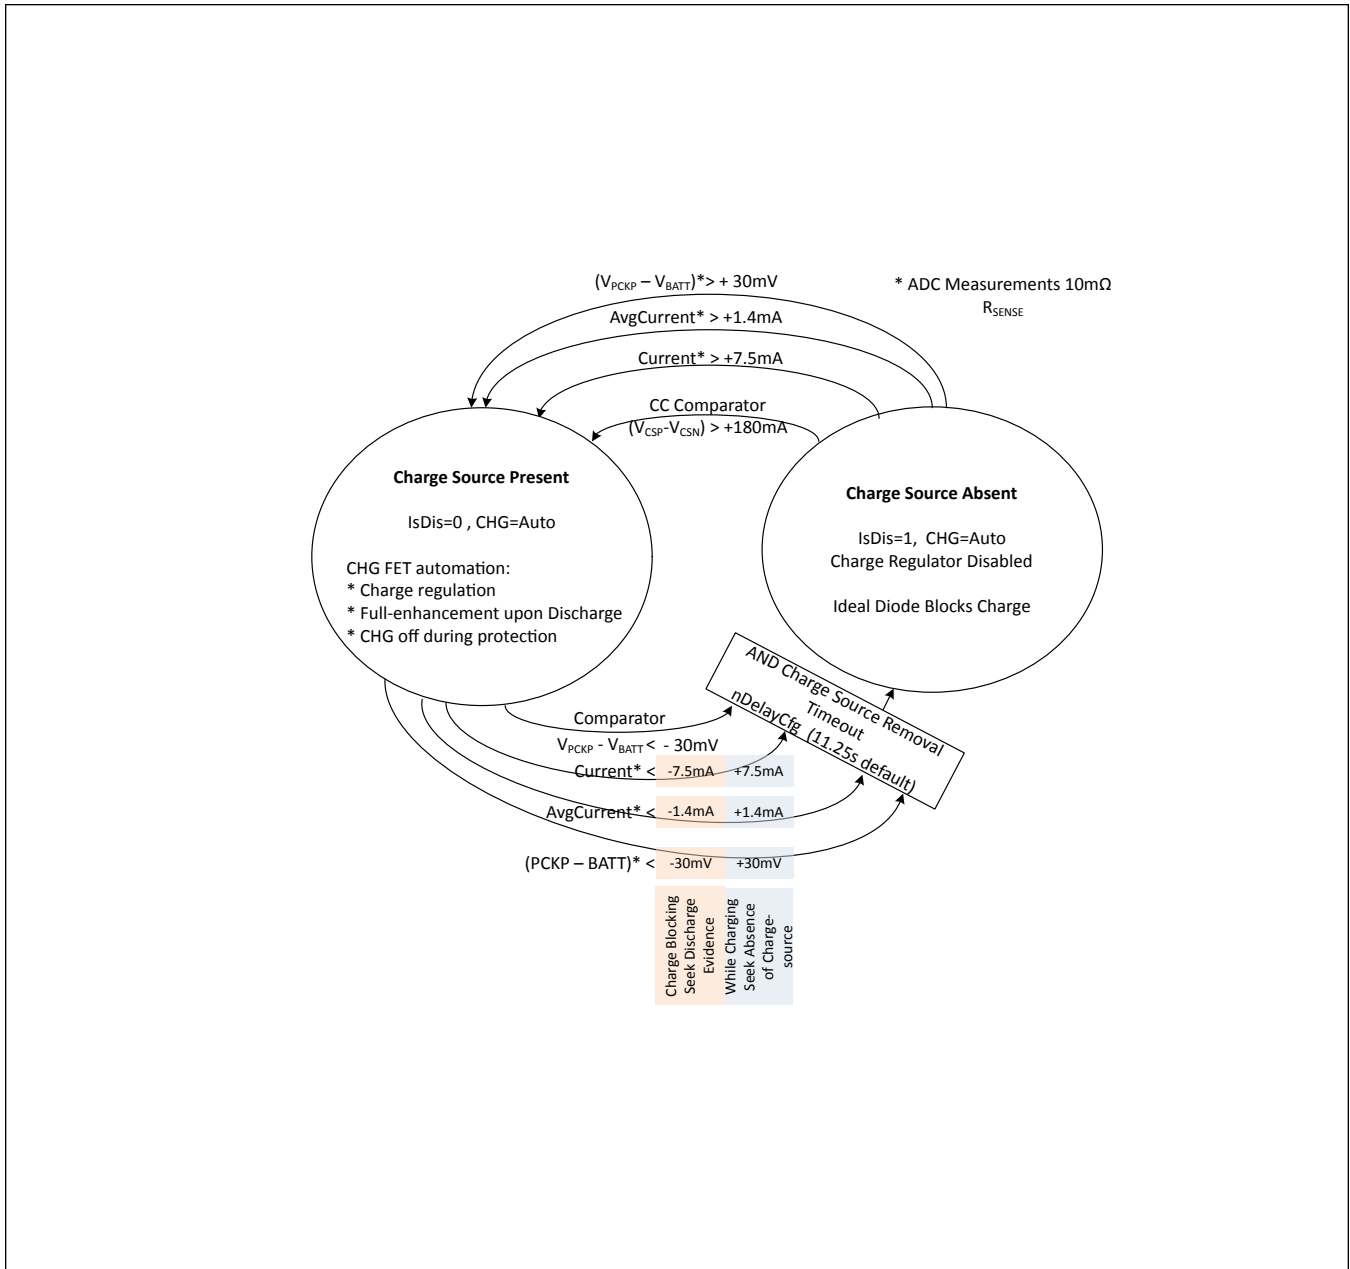 (VPCKP – VBATT)*> + 30mV
* ADC Measurements 10mΩ
RSENSE
AvgCurrent* > +1.4mA
Current* > +7.5mA
CC Comparator
(VCSP-VCSN) > +180mA
Charge Source Present
IsDis=0 , CHG=Auto
CHG FET automation:
* Charge regulation
* Full-enhancement upon Discharge
* CHG off during protection
Charge Source Absent
IsDis=1, CHG=Auto
Charge Regulator Disabled
Ideal Diode Blocks Charge
AND Charge Source Removal
Timeout
nDelayCfg (11.25s default)
Comparator
VPCKP - VBATT < - 30mV
Current* < -7.5mA +7.5mA
AvgCurrent* < -1.4mA +1.4mA
(PCKP – BATT)* < -30mV +30mV
Charge Blocking
Seek Discharge
Evidence
While Charging
Seek Absence
of Charge-
source